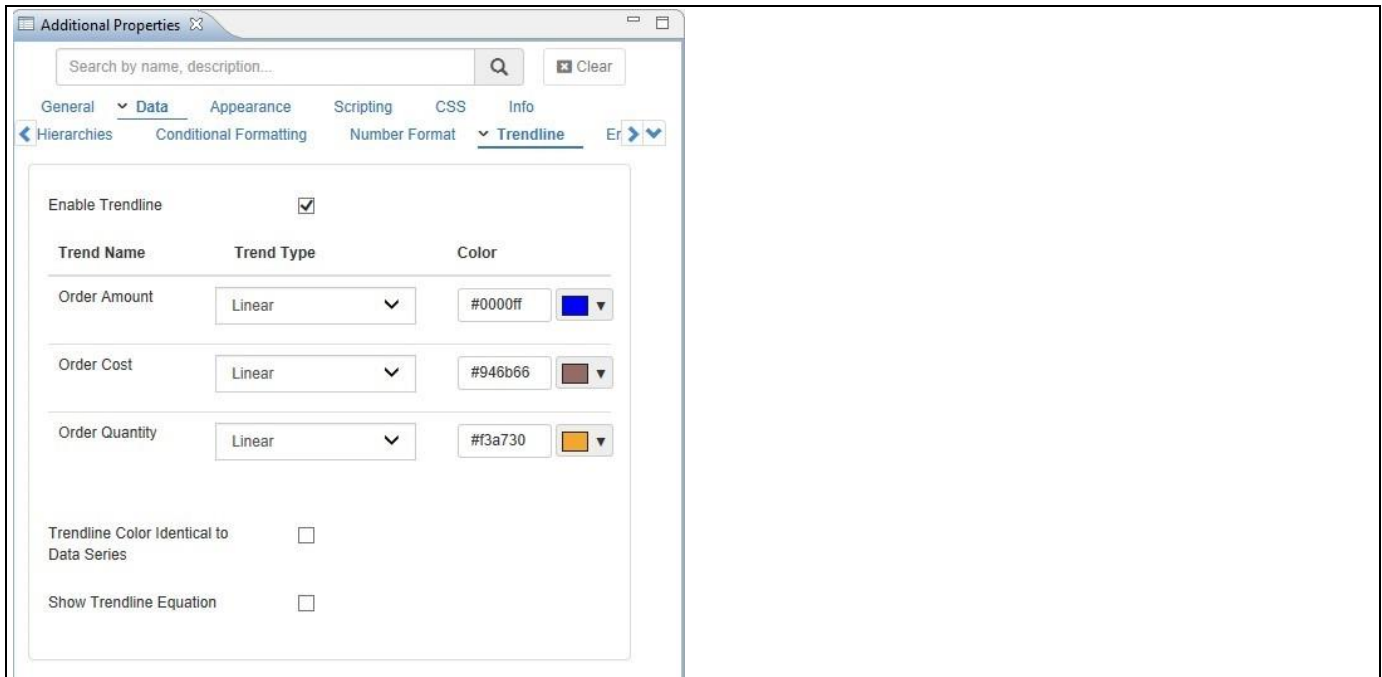 Additional Properties
Search by name, description... Clear
General Data Appearance Scripting CSS Info
Hierarchies Conditional Formatting Number Format Trendline Er
Enable Trendline
Trend Name Trend Type Color
Order Amount Linear #0000ff
Order Cost Linear #946b66
Order Quantity Linear #f3a730
Trendline Color Identical to
Data Series
Show Trendline Equation